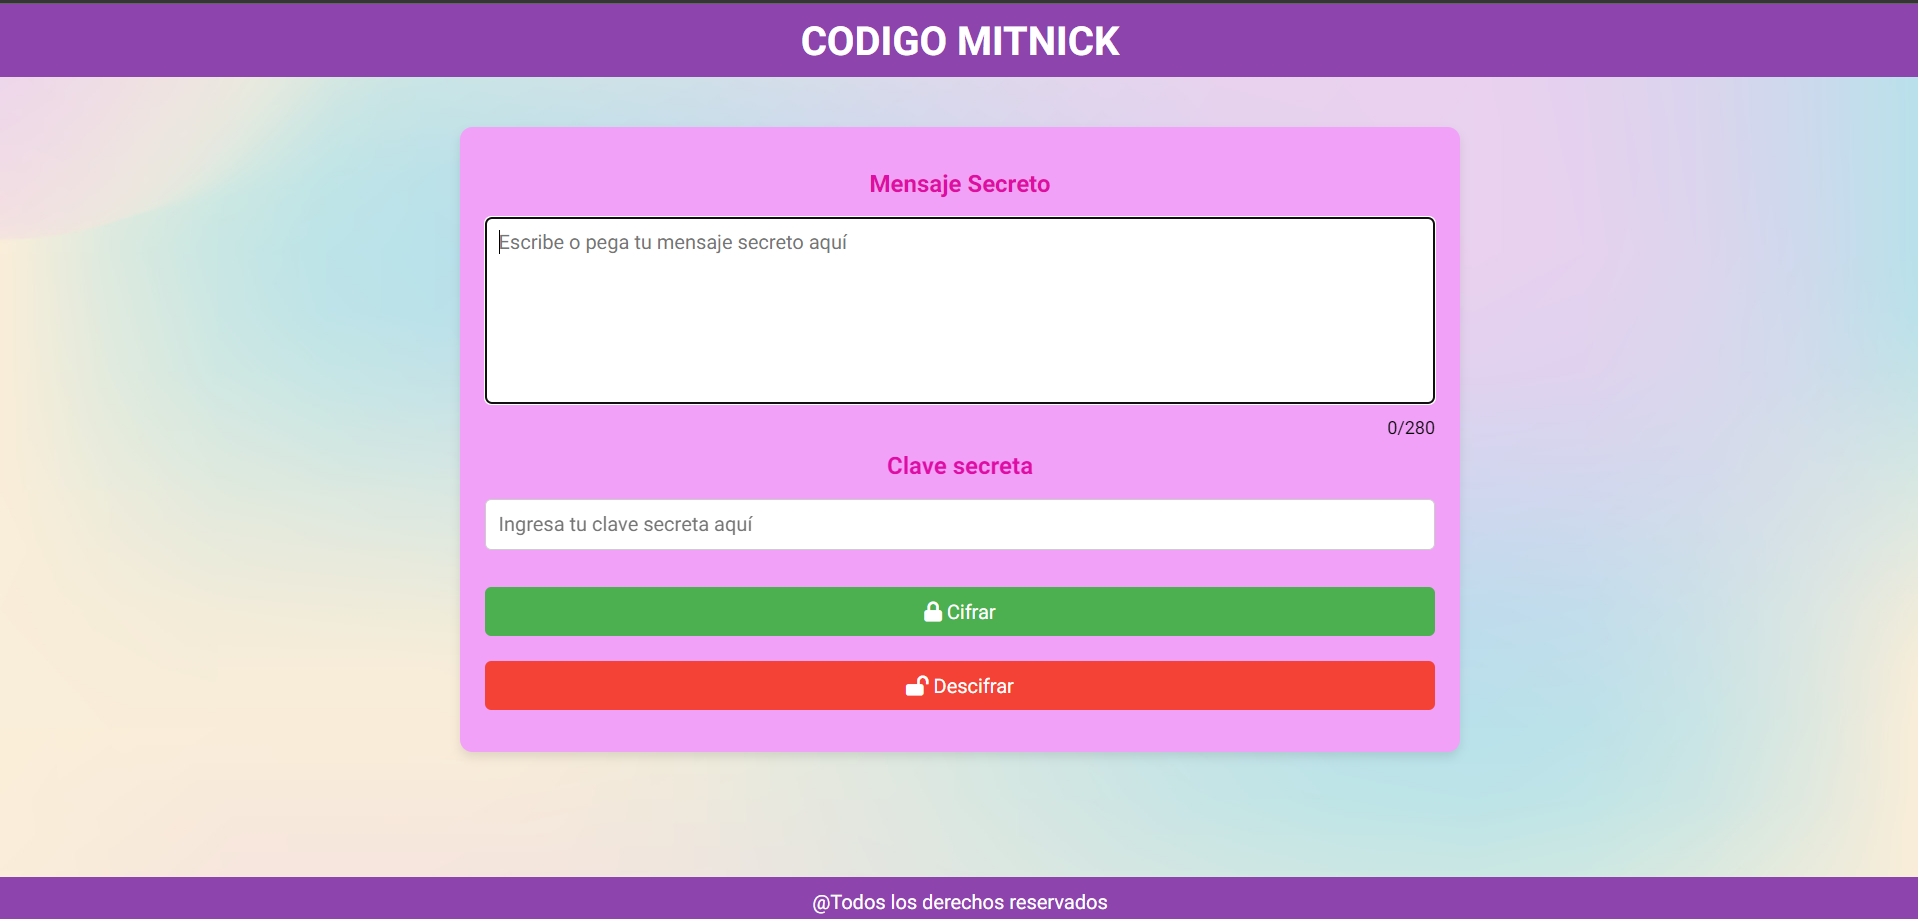 CODIGO MITNICK
Mensaje Secreto
Escribe o pega tu mensaje secreto aquí
0/280
Clave secreta
Ingresa tu clave secreta aquí
Cifrar
Descifrar
@Todos los derechos reservados